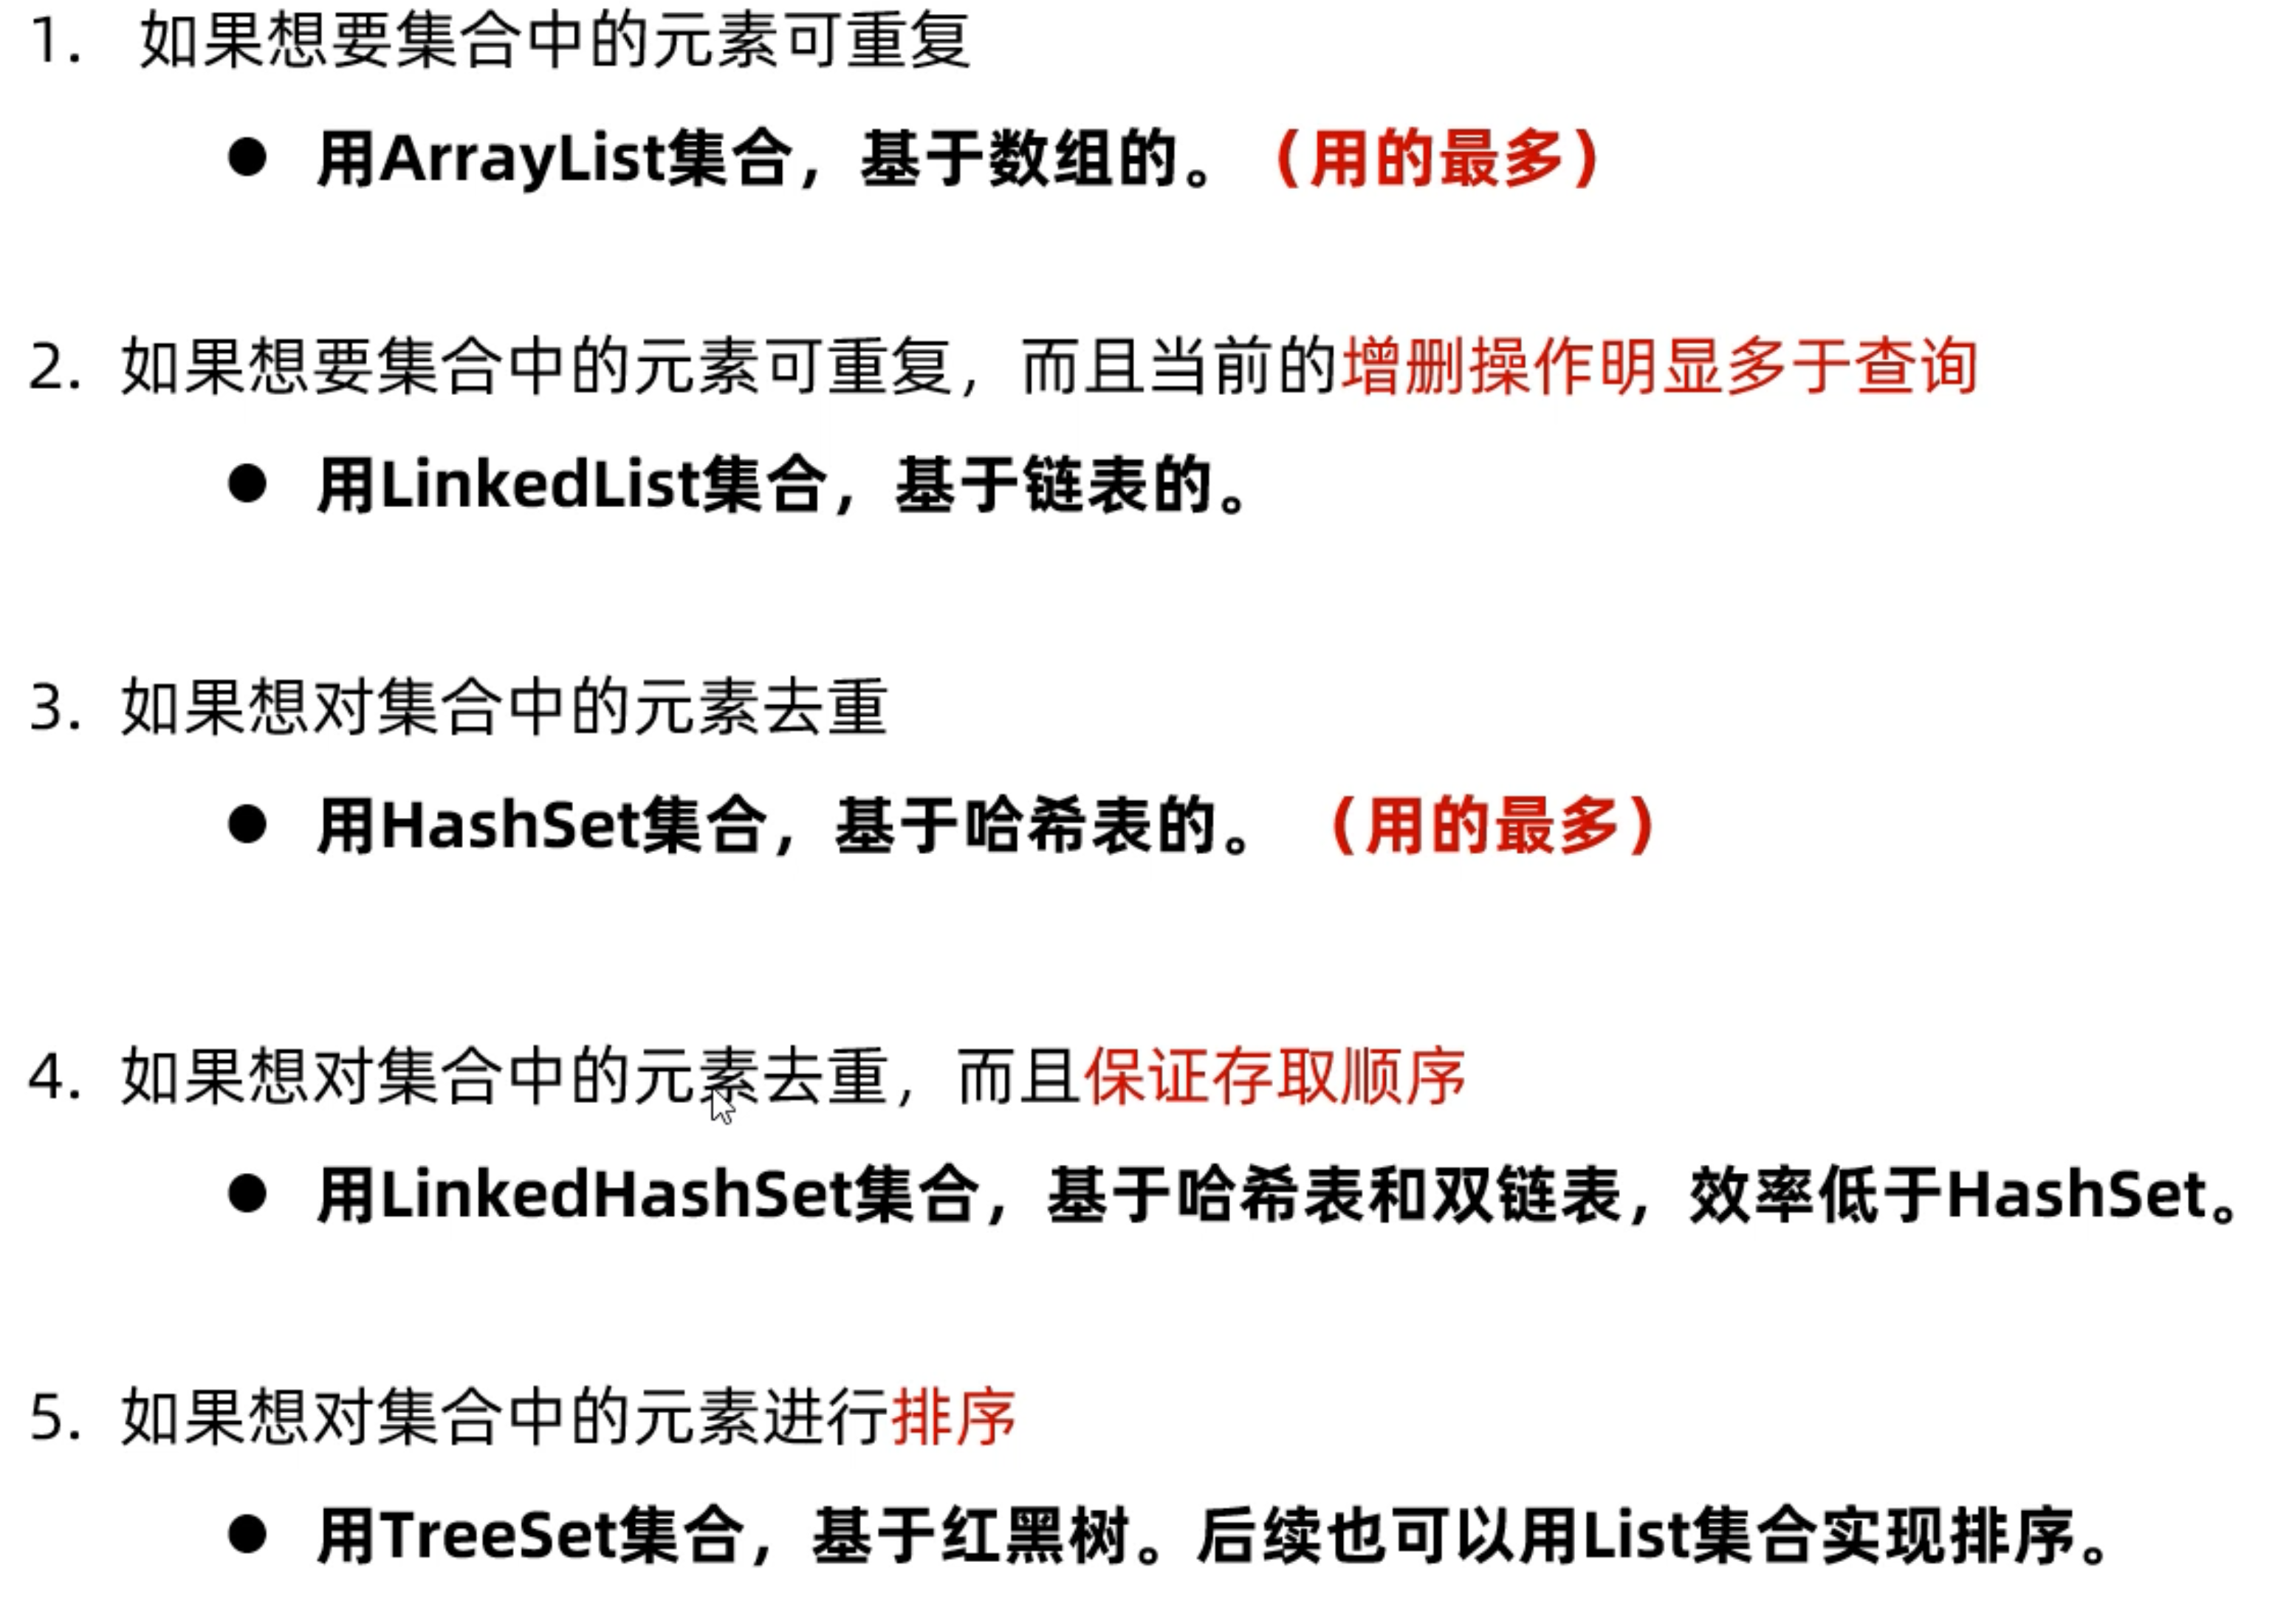 1. 如果想要集合中的元素可重复
● 用ArrayList集合，基于数组的。（用的最多）
2. 如果想要集合中的元素可重复，而且当前的增删操作明显多于查询
● 用LinkedList集合，基于链表的。
3. 如果想对集合中的元素去重
● 用HashSet集合，基于哈希表的。（用的最多）
4. 如果想对集合中的元素去重，而且保证存取顺序
● 用LinkedHashSet集合，基于哈希表和双链表，效率低于HashSet。
5. 如果想对集合中的元素进行排序
● 用TreeSet集合，基于红黑树。后续也可以用List集合实现排序。